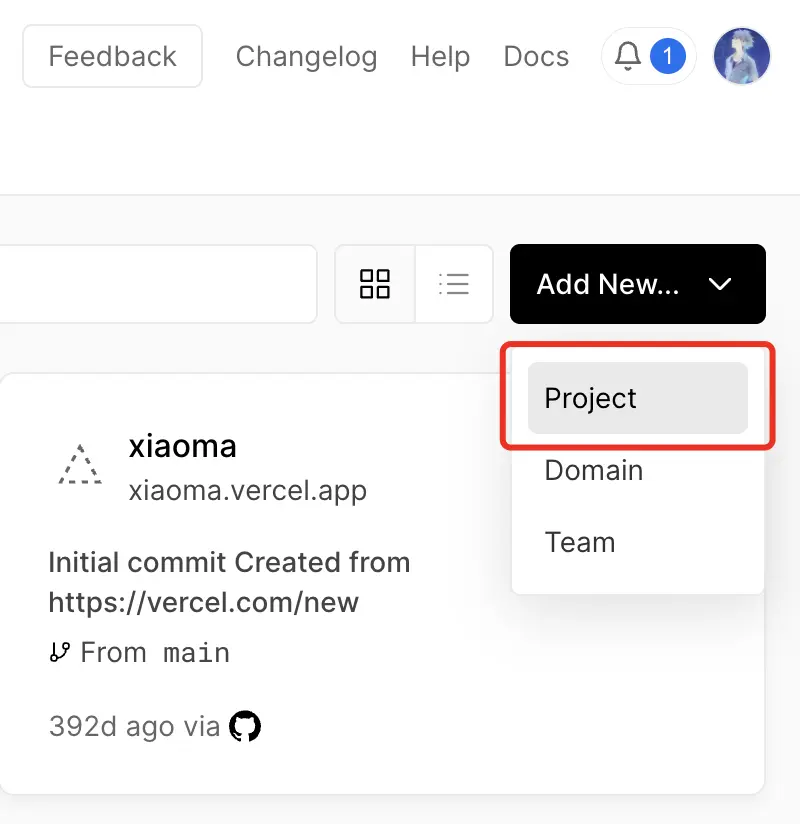 Feedback Changelog Help Docs 1
Add New...
Project
Domain
Team
xiaoma
xiaoma.vercel.app
Initial commit Created from
https://vercel.com/new
From main
392d ago via